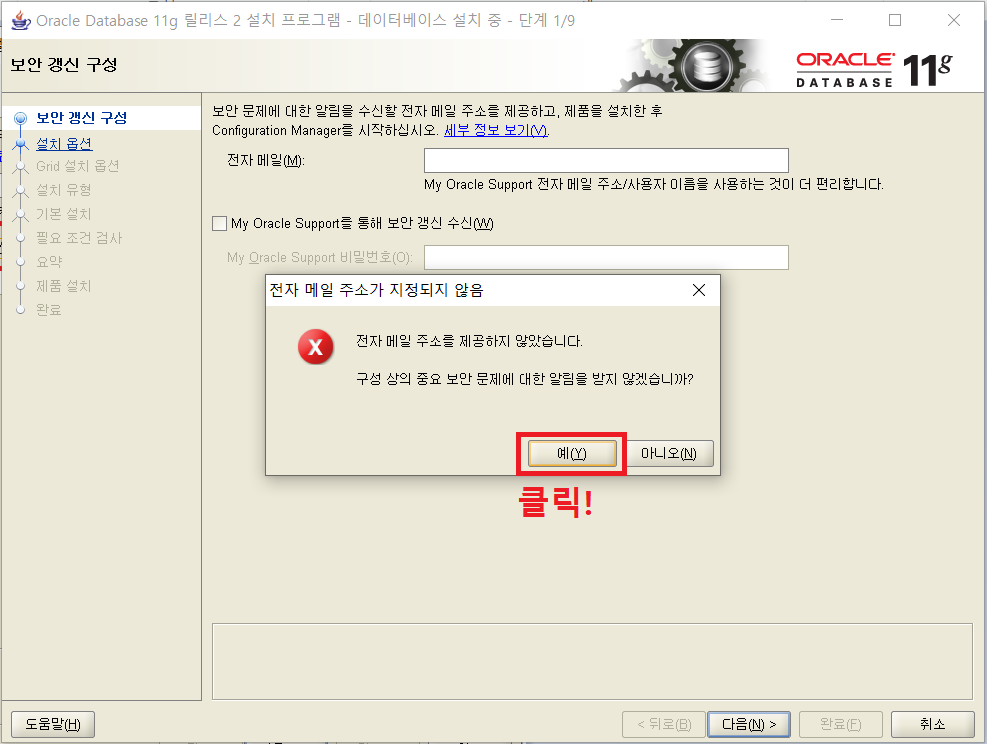 Oracle Database 11g 릴리스 2 설치 프로그램 - 데이터베이스 설치 중 - 단계 1/9
보안 갱신 구성
ORACLE
DATABASE 11g
보안 갱신 구성
설치 옵션
Grid 설치 옵션
설치 유형
기본 설치
필요 조건 검사
요약
제품 설치
완료
보안 문제에 대한 알림을 수신할 전자 메일 주소를 제공하고, 제품을 설치한 후
Configuration Manager를 시작하십시오. 세부 정보 보기(V).
전자 메일(M):
My Oracle Support 전자 메일 주소/사용자 이름을 사용하는 것이 더 편리합니다.
My Oracle Support를 통해 보안 갱신 수신(W)
My Oracle Support 비밀번호(O):
전자 메일 주소가 지정되지 않음
전자 메일 주소를 제공하지 않았습니다.
구성 상의 중요 보안 문제에 대한 알림을 받지 않겠습니까?
예(Y) 아니오(N)
클릭!
도움말(H) < 뒤로(B) 다음(N) > 완료(F) 취소